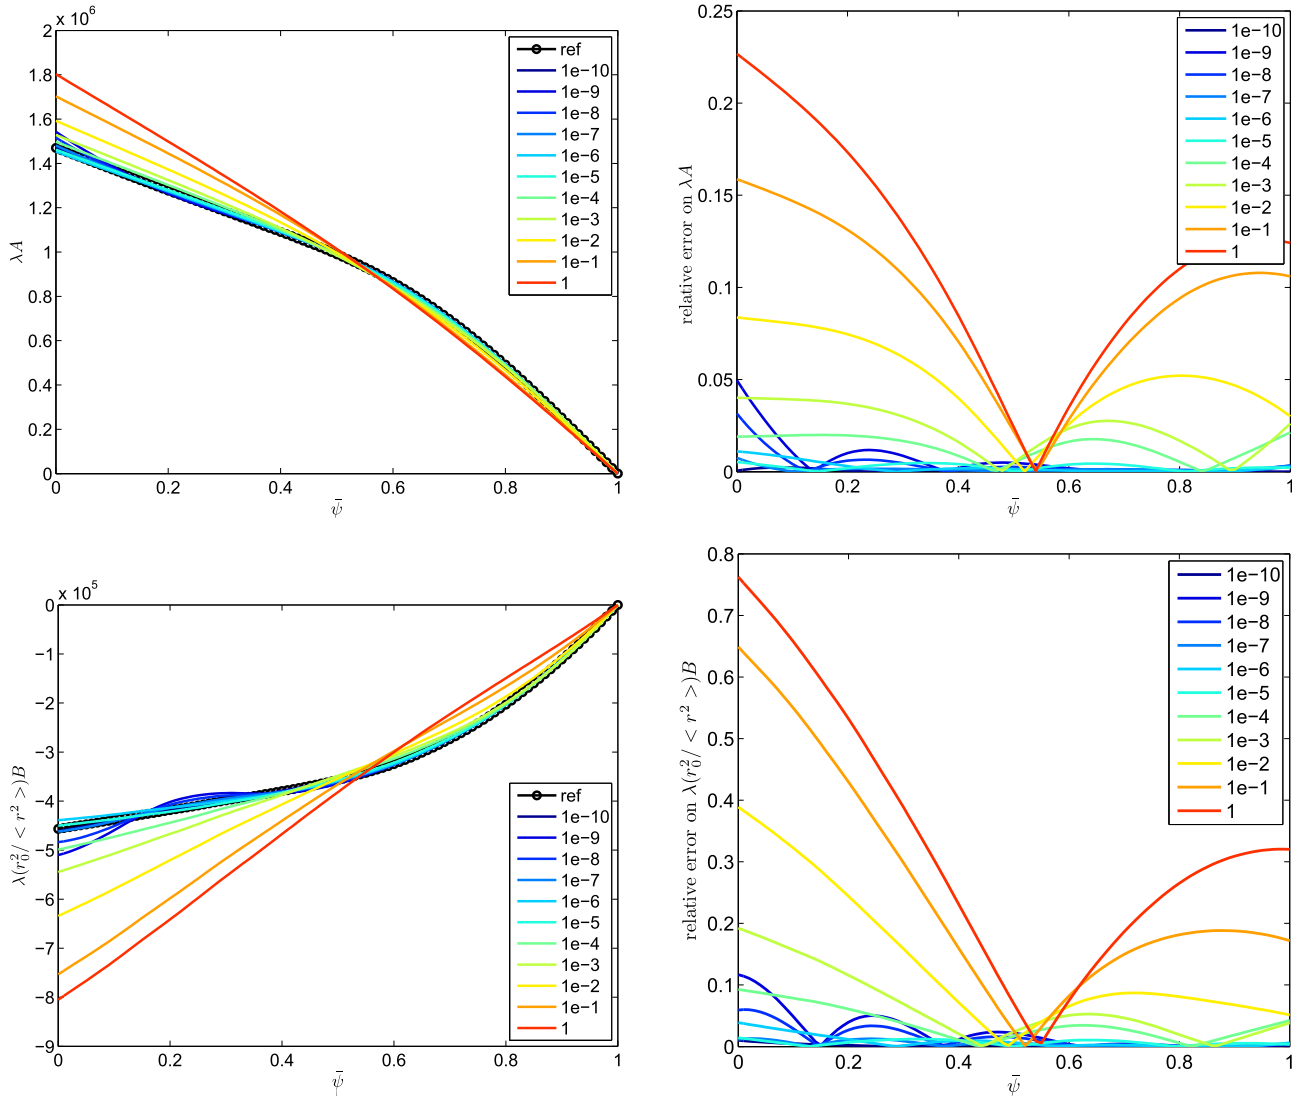 x 10^6
2
1.8
1.6
1.4
1.2
1
0.8
0.6
0.4
0.2
0
0 0.2 0.4 0.6 0.8 1
λA
ψ̄
ref
1e−10
1e−9
1e−8
1e−7
1e−6
1e−5
1e−4
1e−3
1e−2
1e−1
1
0.25
0.2
0.15
0.1
0.05
0
0 0.2 0.4 0.6 0.8 1
relative error on λA
ψ̄
1e−10
1e−9
1e−8
1e−7
1e−6
1e−5
1e−4
1e−3
1e−2
1e−1
1
x 10^5
0
−1
−2
−3
−4
−5
−6
−7
−8
−9
0 0.2 0.4 0.6 0.8 1
λ(r_0^2/ < r^2 >)B
ψ̄
ref
1e−10
1e−9
1e−8
1e−7
1e−6
1e−5
1e−4
1e−3
1e−2
1e−1
1
0.8
0.7
0.6
0.5
0.4
0.3
0.2
0.1
0
0 0.2 0.4 0.6 0.8 1
relative error on λ(r_0^2/ < r^2 >)B
ψ̄
1e−10
1e−9
1e−8
1e−7
1e−6
1e−5
1e−4
1e−3
1e−2
1e−1
1